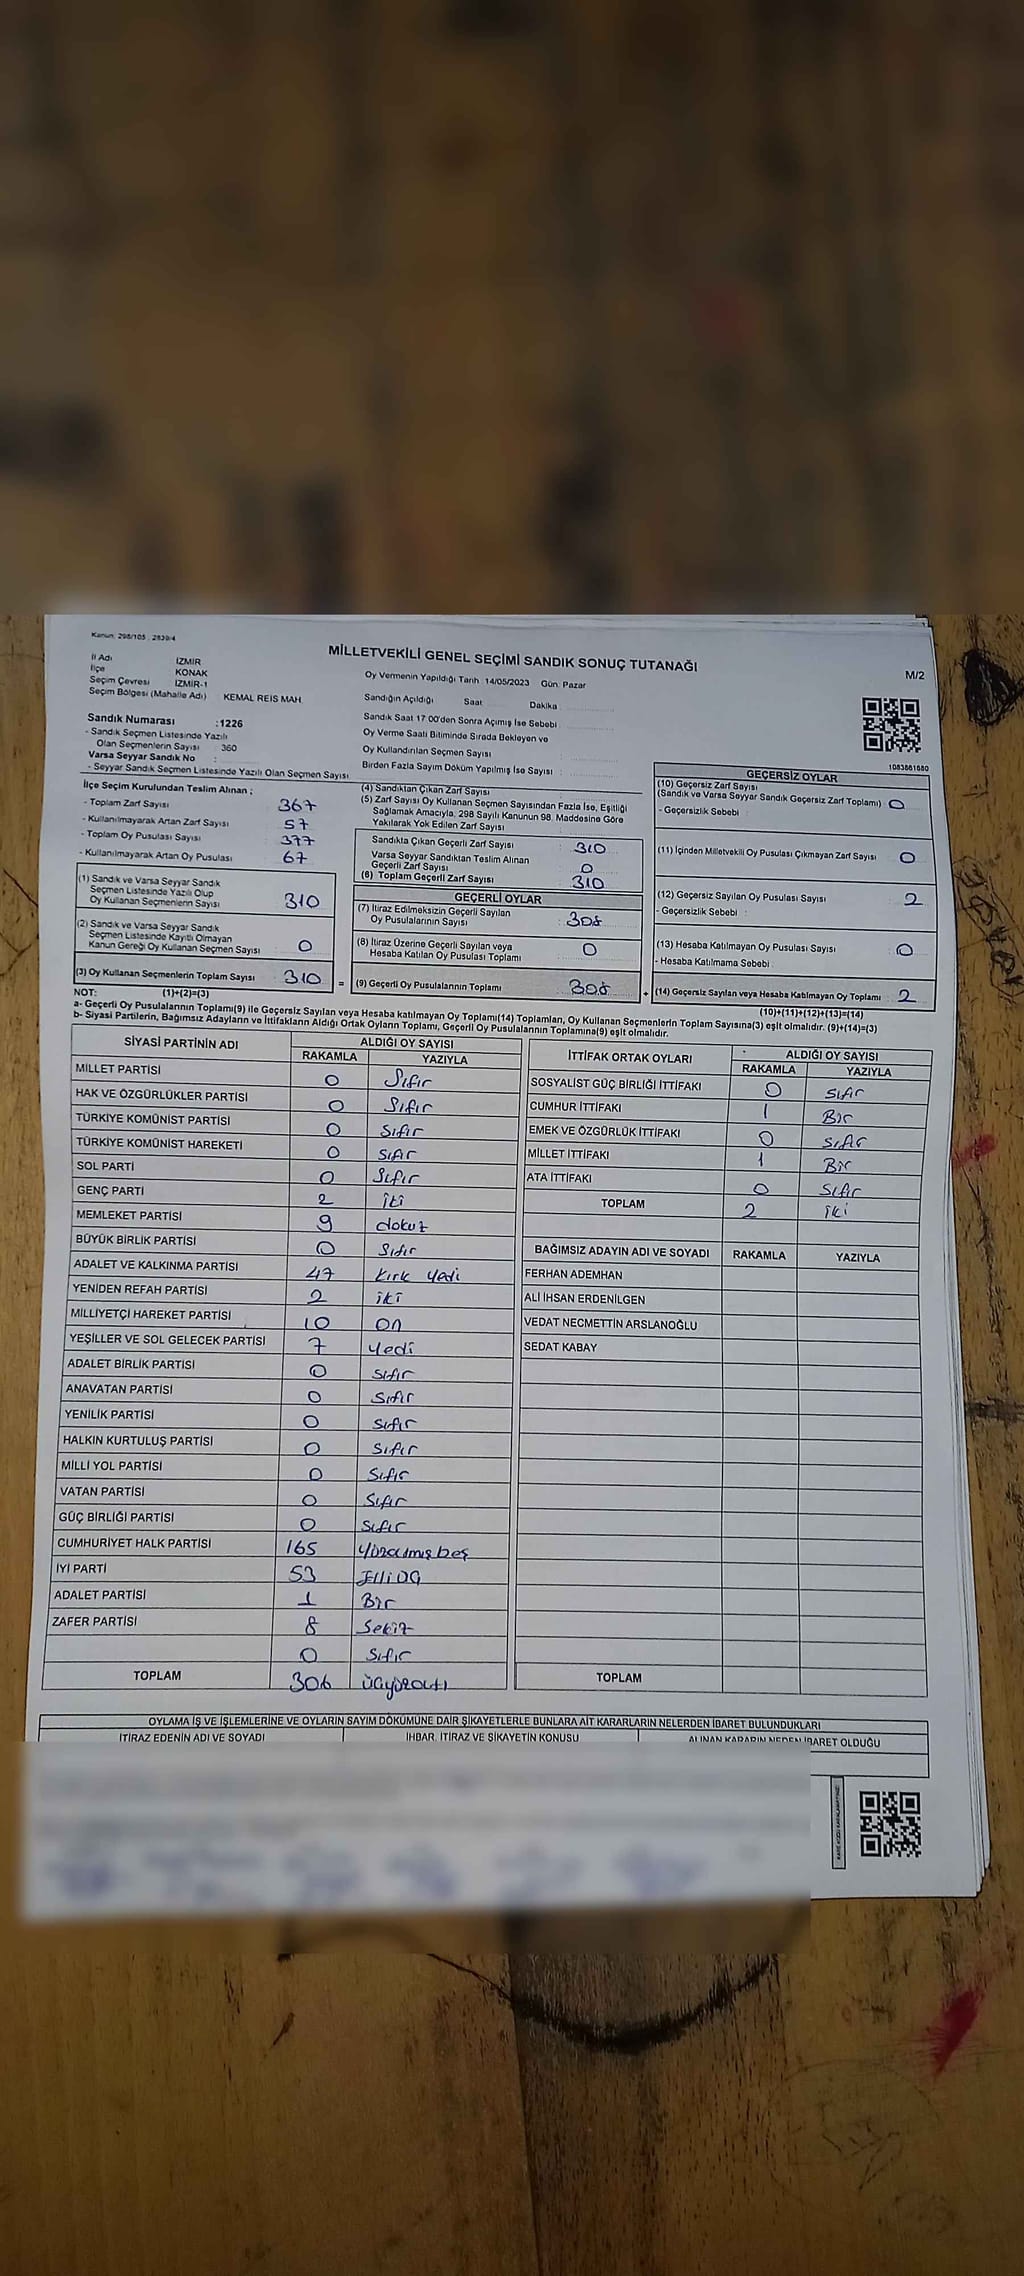 Kanun: 298/105 , 2839/4
MİLLETVEKİLİ GENEL SEÇİMİ SANDIK SONUÇ TUTANAĞI
M/2
İl Adı İZMİR
İlçe KONAK
Seçim Çevresi İZMİR-1
Seçim Bölgesi (Mahalle Adı) KEMAL REİS MAH.
Oy Vermenin Yapıldığı Tarih : 14/05/2023 Gün: Pazar
Sandığın Açıldığı Saat Dakika
Sandık Numarası :1226
- Sandık Seçmen Listesinde Yazılı
Olan Seçmenlerin Sayısı : 360
Varsa Seyyar Sandık No :
- Seyyar Sandık Seçmen Listesinde Yazılı Olan Seçmen Sayısı
Sandık Saat 17:00'den Sonra Açılmış İse Sebebi
Oy Verme Saati Bitiminde Sırada Bekleyen ve
Oy Kullandırılan Seçmen Sayısı
Birden Fazla Sayım Döküm Yapılmış İse Sayısı
1083861680
İlçe Seçim Kurulundan Teslim Alınan ;
- Toplam Zarf Sayısı 367
- Kullanılmayarak Artan Zarf Sayısı 57
- Toplam Oy Pusulası Sayısı 377
- Kullanılmayarak Artan Oy Pusulası 67
(1) Sandık ve Varsa Seyyar Sandık
Seçmen Listesinde Yazılı Olup
Oy Kullanan Seçmenlerin Sayısı 310
(2) Sandık ve Varsa Seyyar Sandık
Seçmen Listesinde Kayıtlı Olmayan
Kanun Gereği Oy Kullanan Seçmen Sayısı 0
(3) Oy Kullanan Seçmenlerin Toplam Sayısı 310
(4) Sandıktan Çıkan Zarf Sayısı
(5) Zarf Sayısı Oy Kullanan Seçmen Sayısından Fazla İse, Eşitliği
Sağlamak Amacıyla, 298 Sayılı Kanunun 98. Maddesine Göre
Yakılarak Yok Edilen Zarf Sayısı
Sandıkta Çıkan Geçerli Zarf Sayısı 310
Varsa Seyyar Sandıktan Teslim Alınan
Geçerli Zarf Sayısı 0
(6) Toplam Geçerli Zarf Sayısı 310
GEÇERLİ OYLAR
(7) İtiraz Edilmeksizin Geçerli Sayılan
Oy Pusulalarının Sayısı 308
(8) İtiraz Üzerine Geçerli Sayılan veya
Hesaba Katılan Oy Pusulası Toplamı 0
= (9) Geçerli Oy Pusulalarının Toplamı 308
GEÇERSİZ OYLAR
(10) Geçersiz Zarf Sayısı
(Sandık ve Varsa Seyyar Sandık Geçersiz Zarf Toplamı) 0
- Geçersizlik Sebebi :
(11) İçinden Milletvekili Oy Pusulası Çıkmayan Zarf Sayısı 0
(12) Geçersiz Sayılan Oy Pusulası Sayısı 2
- Geçersizlik Sebebi :
(13) Hesaba Katılmayan Oy Pusulası Sayısı 0
- Hesaba Katılmama Sebebi
+ (14) Geçersiz Sayılan veya Hesaba Katılmayan Oy Toplamı 2
NOT: (1)+(2)=(3)
(10)+(11)+(12)+(13)=(14)
a- Geçerli Oy Pusulalarının Toplamı(9) ile Geçersiz Sayılan veya Hesaba katılmayan Oy Toplamı(14) Toplamları, Oy Kullanan Seçmenlerin Toplam Sayısına(3) eşit olmalıdır. (9)+(14)=(3)
b- Siyasi Partilerin, Bağımsız Adayların ve İttifakların Aldığı Ortak Oyların Toplamı, Geçerli Oy Pusulalarının Toplamına(9) eşit olmalıdır.
SİYASİ PARTİNİN ADI ALDIĞI OY SAYISI
RAKAMLA YAZIYLA
MİLLET PARTİSİ 0 Sıfır
HAK VE ÖZGÜRLÜKLER PARTİSİ 0 Sıfır
TÜRKİYE KOMÜNİST PARTİSİ 0 Sıfır
TÜRKİYE KOMÜNİST HAREKETİ 0 Sıfır
SOL PARTİ 0 Sıfır
GENÇ PARTİ 2 iki
MEMLEKET PARTİSİ 9 dokuz
BÜYÜK BİRLİK PARTİSİ 0 Sıfır
ADALET VE KALKINMA PARTİSİ 47 kırk yedi
YENİDEN REFAH PARTİSİ 2 iki
MİLLİYETÇİ HAREKET PARTİSİ 10 on
YEŞİLLER VE SOL GELECEK PARTİSİ 7 yedi
ADALET BİRLİK PARTİSİ 0 sıfır
ANAVATAN PARTİSİ 0 sıfır
YENİLİK PARTİSİ 0 sıfır
HALKIN KURTULUŞ PARTİSİ 0 sıfır
MİLLİ YOL PARTİSİ 0 Sıfır
VATAN PARTİSİ 0 Sıfır
GÜÇ BİRLİĞİ PARTİSİ 0 sıfır
CUMHURİYET HALK PARTİSİ 165 yüzaltmışbeş
İYİ PARTİ 53 Elliüç
ADALET PARTİSİ 1 Bir
ZAFER PARTİSİ 8 Sekiz
0 Sıfır
TOPLAM 306 üçyüzaltı
İTTİFAK ORTAK OYLARI ALDIĞI OY SAYISI
RAKAMLA YAZIYLA
SOSYALİST GÜÇ BİRLİĞİ İTTİFAKI 0 sıfır
CUMHUR İTTİFAKI 1 Bir
EMEK VE ÖZGÜRLÜK İTTİFAKI 0 sıfır
MİLLET İTTİFAKI 1 Bir
ATA İTTİFAKI 0 Sıfır
TOPLAM 2 iki
BAĞIMSIZ ADAYIN ADI VE SOYADI RAKAMLA YAZIYLA
FERHAN ADEMHAN
ALİ İHSAN ERDENİLGEN
VEDAT NECMETTİN ARSLANOĞLU
SEDAT KABAY
TOPLAM
OYLAMA İŞ VE İŞLEMLERİNE VE OYLARIN SAYIM DÖKÜMÜNE DAİR ŞİKAYETLERLE BUNLARA AİT KARARLARIN NELERDEN İBARET BULUNDUKLARI
İTİRAZ EDENİN ADI VE SOYADI İHBAR, İTİRAZ VE ŞİKAYETİN KONUSU ALINAN KARARIN NEDEN İBARET OLDUĞU